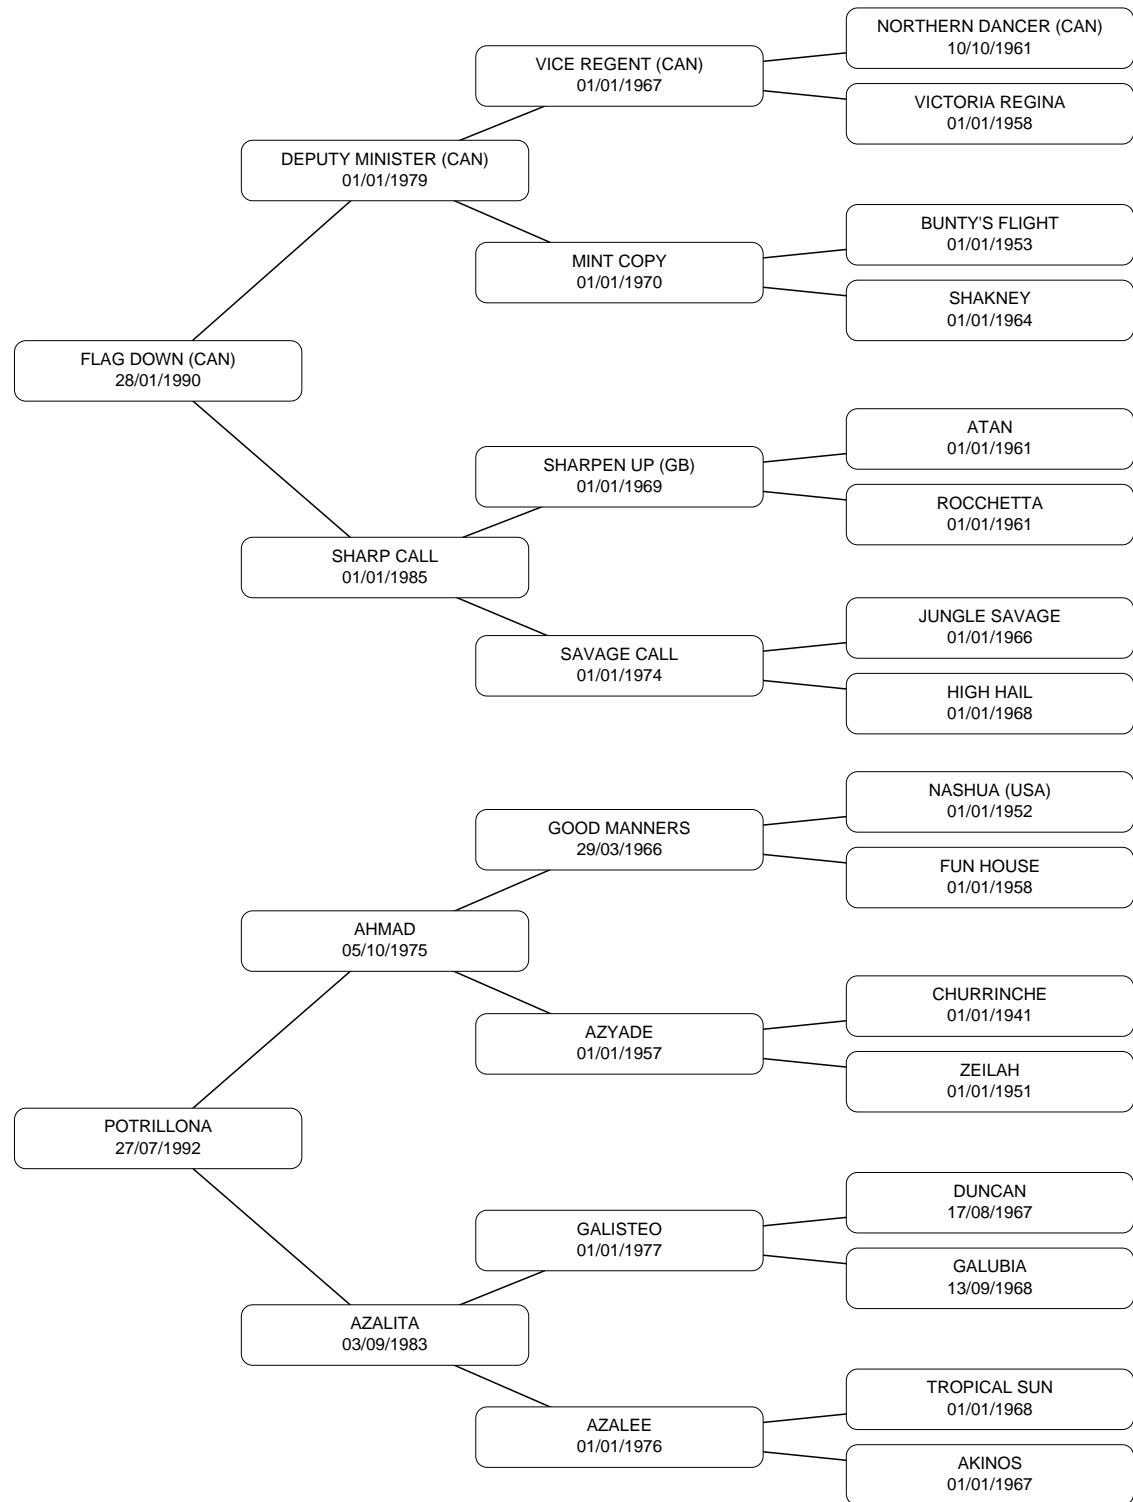 NORTHERN DANCER (CAN)
10/10/1961
VICE REGENT (CAN)
01/01/1967
VICTORIA REGINA
01/01/1958
DEPUTY MINISTER (CAN)
01/01/1979
BUNTY'S FLIGHT
01/01/1953
MINT COPY
01/01/1970
SHAKNEY
01/01/1964
FLAG DOWN (CAN)
28/01/1990
ATAN
01/01/1961
SHARPEN UP (GB)
01/01/1969
ROCCHETTA
01/01/1961
SHARP CALL
01/01/1985
JUNGLE SAVAGE
01/01/1966
SAVAGE CALL
01/01/1974
HIGH HAIL
01/01/1968
NASHUA (USA)
01/01/1952
GOOD MANNERS
29/03/1966
FUN HOUSE
01/01/1958
AHMAD
05/10/1975
CHURRINCHE
01/01/1941
AZYADE
01/01/1957
ZEILAH
01/01/1951
POTRILLONA
27/07/1992
DUNCAN
17/08/1967
GALISTEO
01/01/1977
GALUBIA
13/09/1968
AZALITA
03/09/1983
TROPICAL SUN
01/01/1968
AZALEE
01/01/1976
AKINOS
01/01/1967